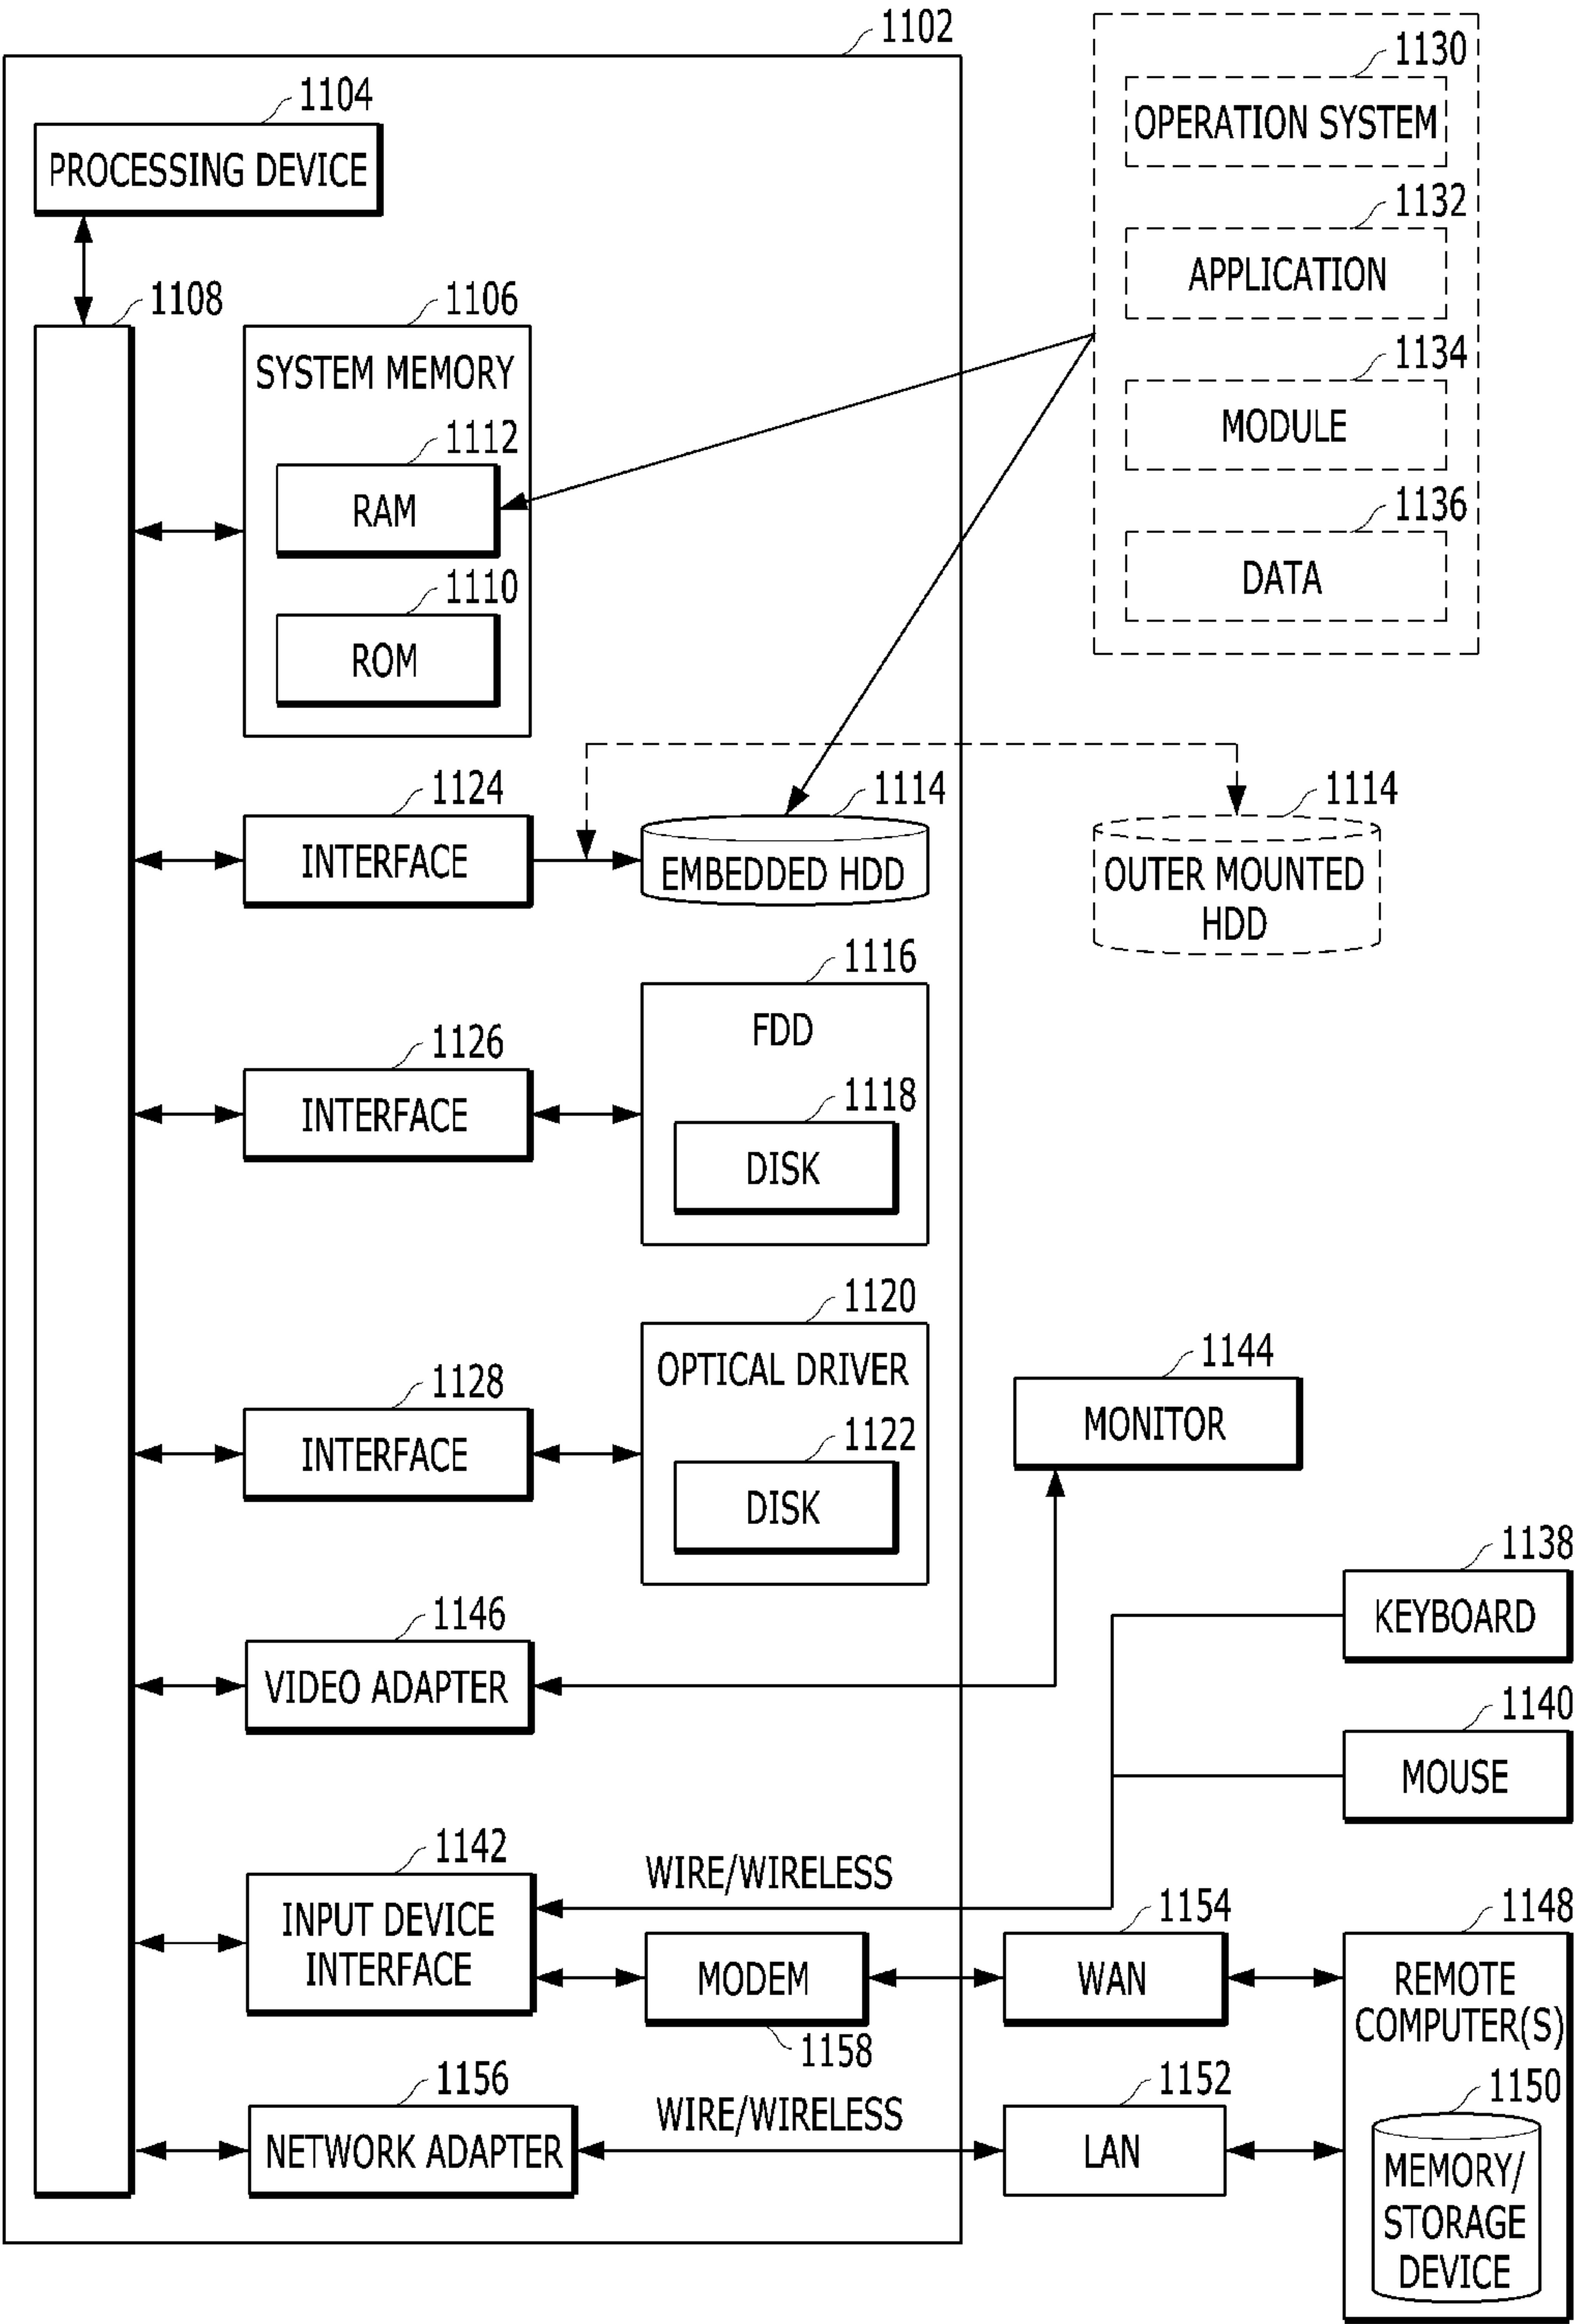 1102
1104
PROCESSING DEVICE
1108
1106
SYSTEM MEMORY
1112
RAM
1110
ROM
1130
OPERATION SYSTEM
1132
APPLICATION
1134
MODULE
1136
DATA
1124
INTERFACE
1114
EMBEDDED HDD
1114
OUTER MOUNTED
HDD
1126
INTERFACE
1116
FDD
1118
DISK
1128
INTERFACE
1120
OPTICAL DRIVER
1122
DISK
1144
MONITOR
1146
VIDEO ADAPTER
1138
KEYBOARD
1140
MOUSE
1142
INPUT DEVICE
INTERFACE
WIRE/WIRELESS
MODEM
1158
1154
WAN
1148
REMOTE
COMPUTER(S)
1156
NETWORK ADAPTER
WIRE/WIRELESS
1152
LAN
1150
MEMORY/
STORAGE
DEVICE